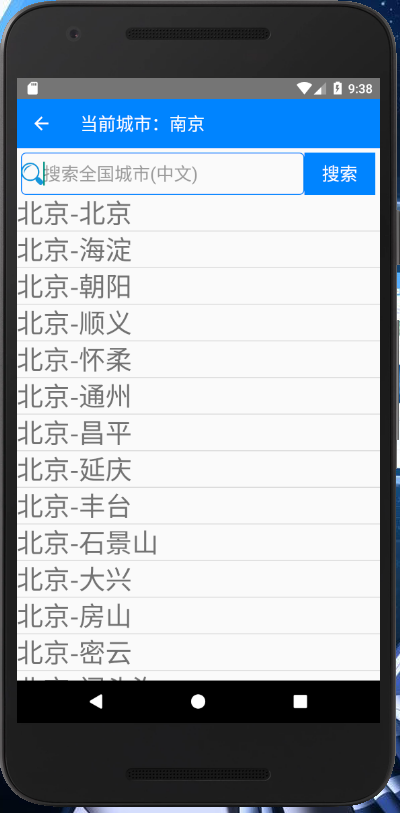 9:38
当前城市：南京
搜索全国城市(中文)
搜索
北京-北京
北京-海淀
北京-朝阳
北京-顺义
北京-怀柔
北京-通州
北京-昌平
北京-延庆
北京-丰台
北京-石景山
北京-大兴
北京-房山
北京-密云